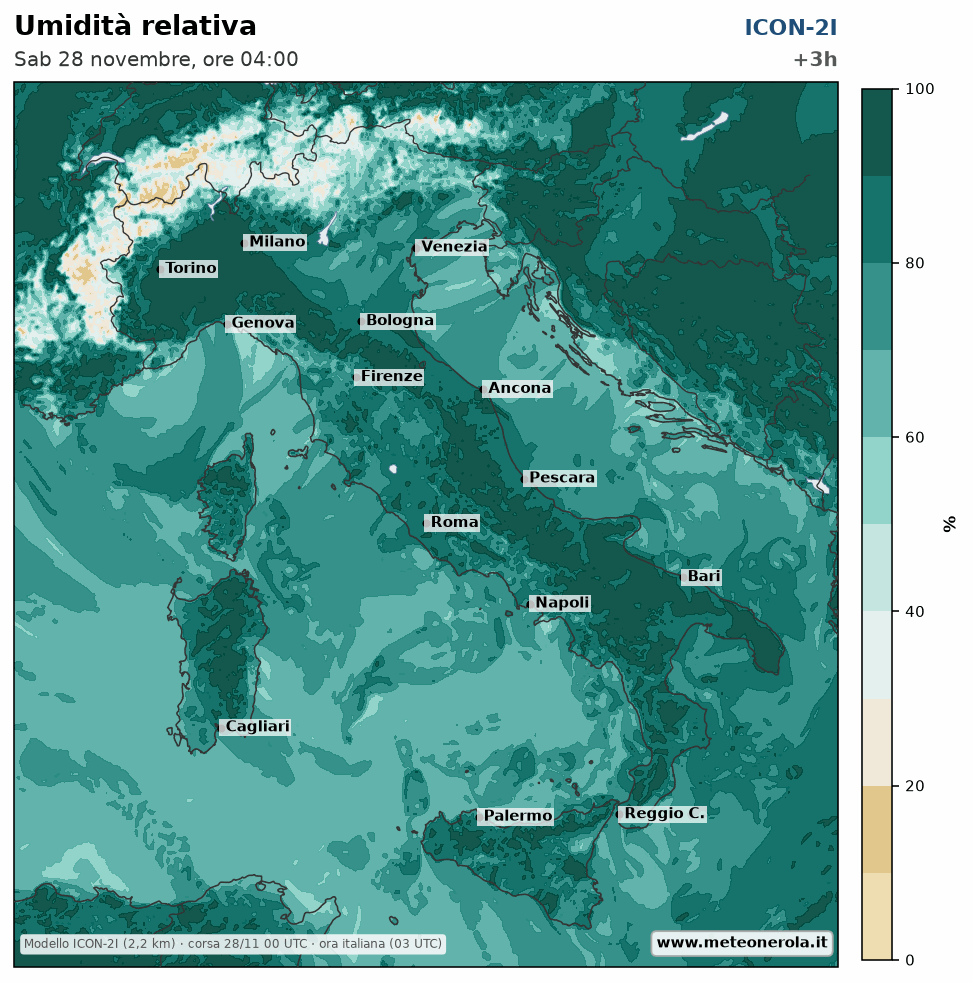 Umidità relativa
ICON-2I
Sab 28 novembre, ore 04:00
+3h
100
80
60
40
20
0
%
Milano
Venezia
Torino
Genova
Bologna
Firenze
Ancona
Pescara
Roma
Bari
Napoli
Cagliari
Palermo
Reggio C.
Modello ICON-2I (2,2 km) · corsa 28/11 00 UTC · ora italiana (03 UTC)
www.meteonerola.it